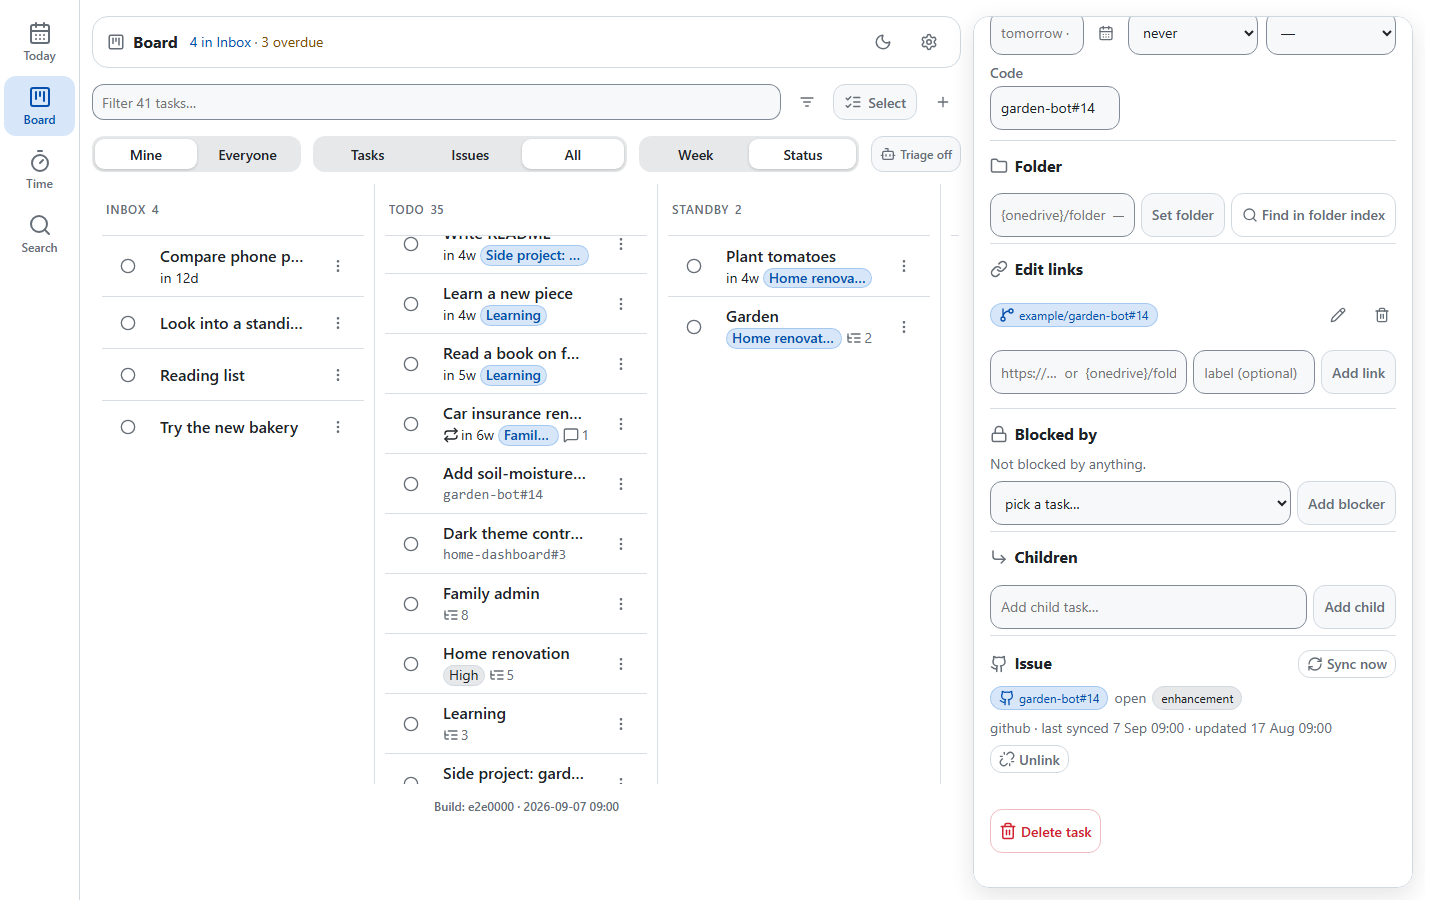 Today
Board
Time
Search
Board 4 in Inbox · 3 overdue
Filter 41 tasks...
Select
Mine Everyone
Tasks Issues All
Week Status
Triage off
INBOX 4
Compare phone p...
in 12d
Look into a standi...
Reading list
Try the new bakery
TODO 35
Write README
in 4w Side project: ...
Learn a new piece
in 4w Learning
Read a book on f...
in 5w Learning
Car insurance ren...
in 6w Famil... 1
Add soil-moisture...
garden-bot#14
Dark theme contr...
home-dashboard#3
Family admin
8
Home renovation
High 5
Learning
3
Side project: gard...
STANDBY 2
Plant tomatoes
in 4w Home renova...
Garden
Home renovat... 2
Build: e2e0000 · 2026-09-07 09:00
tomorrow · never —
Code
garden-bot#14
Folder
{onedrive}/folder — Set folder Find in folder index
Edit links
example/garden-bot#14
https://... or {onedrive}/fold label (optional) Add link
Blocked by
Not blocked by anything.
pick a task... Add blocker
Children
Add child task... Add child
Issue Sync now
garden-bot#14 open enhancement
github · last synced 7 Sep 09:00 · updated 17 Aug 09:00
Unlink
Delete task